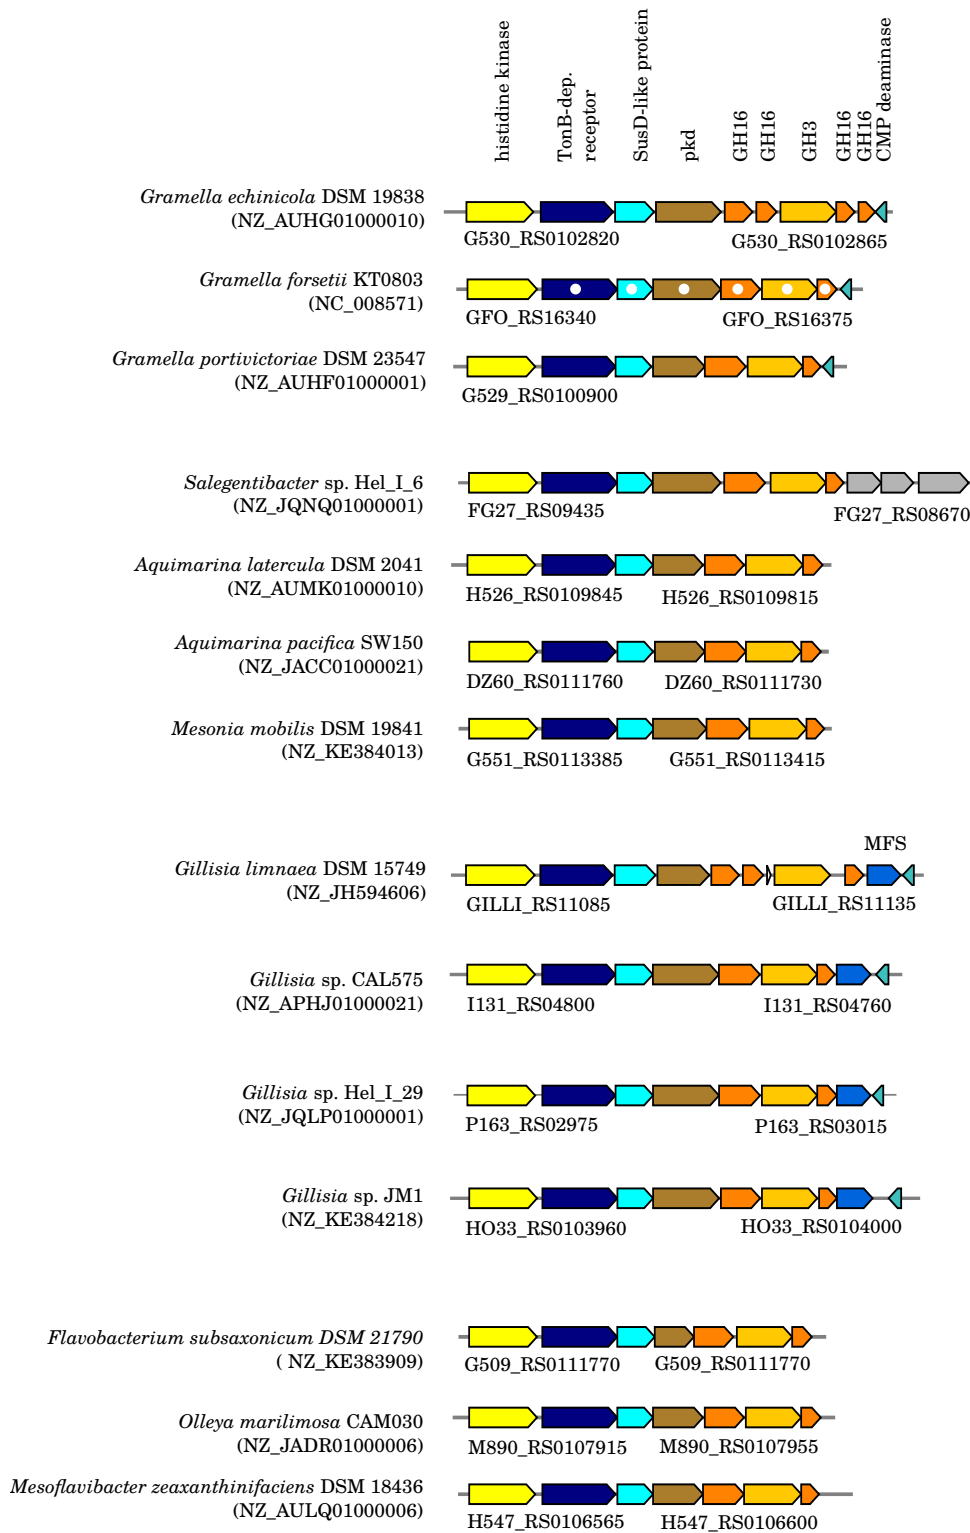 histidine kinase
TonB-dep.
receptor
SusD-like protein
pkd
GH16
GH16
GH3
GH16
GH16
CMP deaminase
Gramella echinicola DSM 19838
(NZ_AUHG01000010)
G530_RS0102820
G530_RS0102865
Gramella forsetii KT0803
(NC_008571)
GFO_RS16340
GFO_RS16375
Gramella portivictoriae DSM 23547
(NZ_AUHF01000001)
G529_RS0100900
Salegentibacter sp. Hel_I_6
(NZ_JQNQ01000001)
FG27_RS09435
FG27_RS08670
Aquimarina latercula DSM 2041
(NZ_AUMK01000010)
H526_RS0109845
H526_RS0109815
Aquimarina pacifica SW150
(NZ_JACC01000021)
DZ60_RS0111760
DZ60_RS0111730
Mesonia mobilis DSM 19841
(NZ_KE384013)
G551_RS0113385
G551_RS0113415
MFS
Gillisia limnaea DSM 15749
(NZ_JH594606)
GILLI_RS11085
GILLI_RS11135
Gillisia sp. CAL575
(NZ_APHJ01000021)
I131_RS04800
I131_RS04760
Gillisia sp. Hel_I_29
(NZ_JQLP01000001)
P163_RS02975
P163_RS03015
Gillisia sp. JM1
(NZ_KE384218)
HO33_RS0103960
HO33_RS0104000
Flavobacterium subsaxonicum DSM 21790
( NZ_KE383909)
G509_RS0111770
G509_RS0111770
Olleya marilimosa CAM030
(NZ_JADR01000006)
M890_RS0107915
M890_RS0107955
Mesoflavibacter zeaxanthinifaciens DSM 18436
(NZ_AULQ01000006)
H547_RS0106565
H547_RS0106600